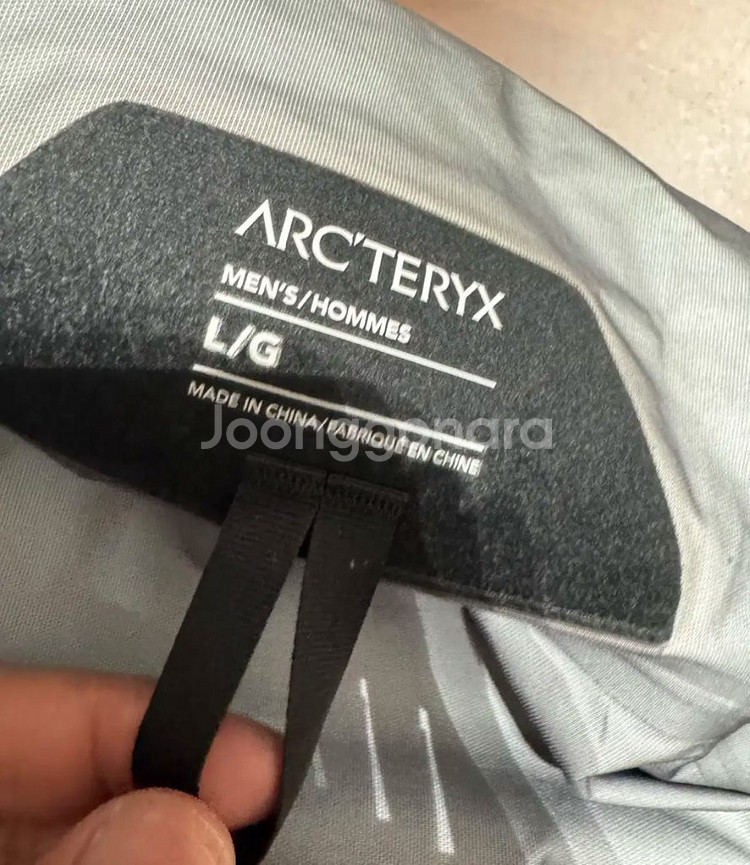 ARC'TERYX
MEN'S/HOMMES
L/G
MADE IN CHINA/FABRIQUÉ EN CHINE
Joonggonara